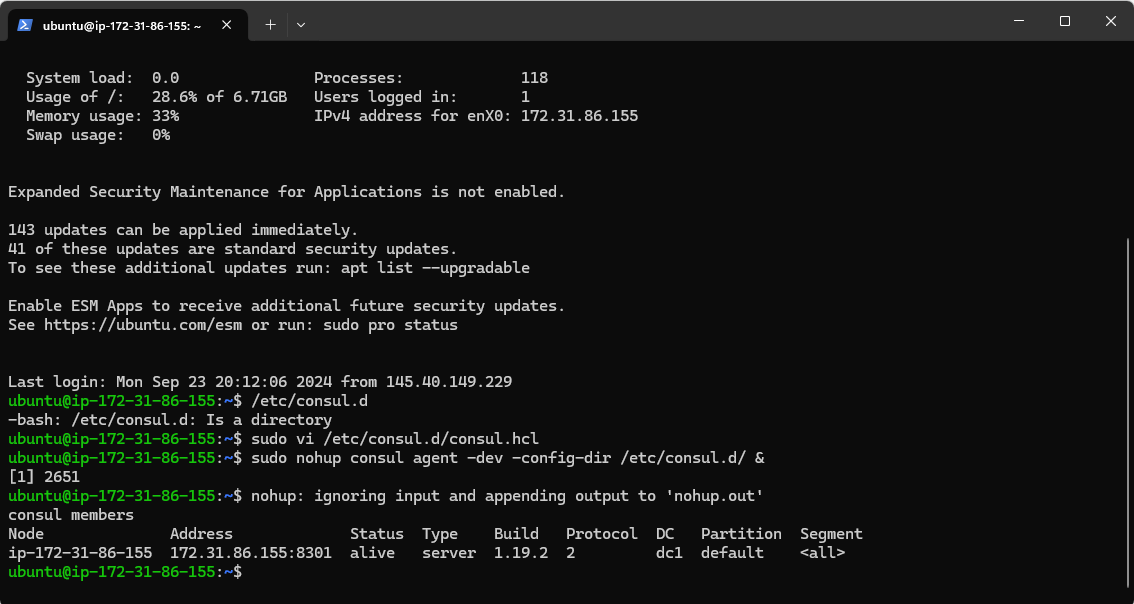 ubuntu@ip-172-31-86-155: ~
System load:  0.0               Processes:             118
Usage of /:   28.6% of 6.71GB   Users logged in:       1
Memory usage: 33%               IPv4 address for enX0: 172.31.86.155
Swap usage:   0%
Expanded Security Maintenance for Applications is not enabled.
143 updates can be applied immediately.
41 of these updates are standard security updates.
To see these additional updates run: apt list --upgradable
Enable ESM Apps to receive additional future security updates.
See https://ubuntu.com/esm or run: sudo pro status
Last login: Mon Sep 23 20:12:06 2024 from 145.40.149.229
ubuntu@ip-172-31-86-155:~$ /etc/consul.d
-bash: /etc/consul.d: Is a directory
ubuntu@ip-172-31-86-155:~$ sudo vi /etc/consul.d/consul.hcl
ubuntu@ip-172-31-86-155:~$ sudo nohup consul agent -dev -config-dir /etc/consul.d/ &
[1] 2651
ubuntu@ip-172-31-86-155:~$ nohup: ignoring input and appending output to 'nohup.out'
consul members
Node              Address             Status  Type    Build   Protocol  DC   Partition  Segment
ip-172-31-86-155  172.31.86.155:8301  alive   server  1.19.2  2         dc1  default    <all>
ubuntu@ip-172-31-86-155:~$